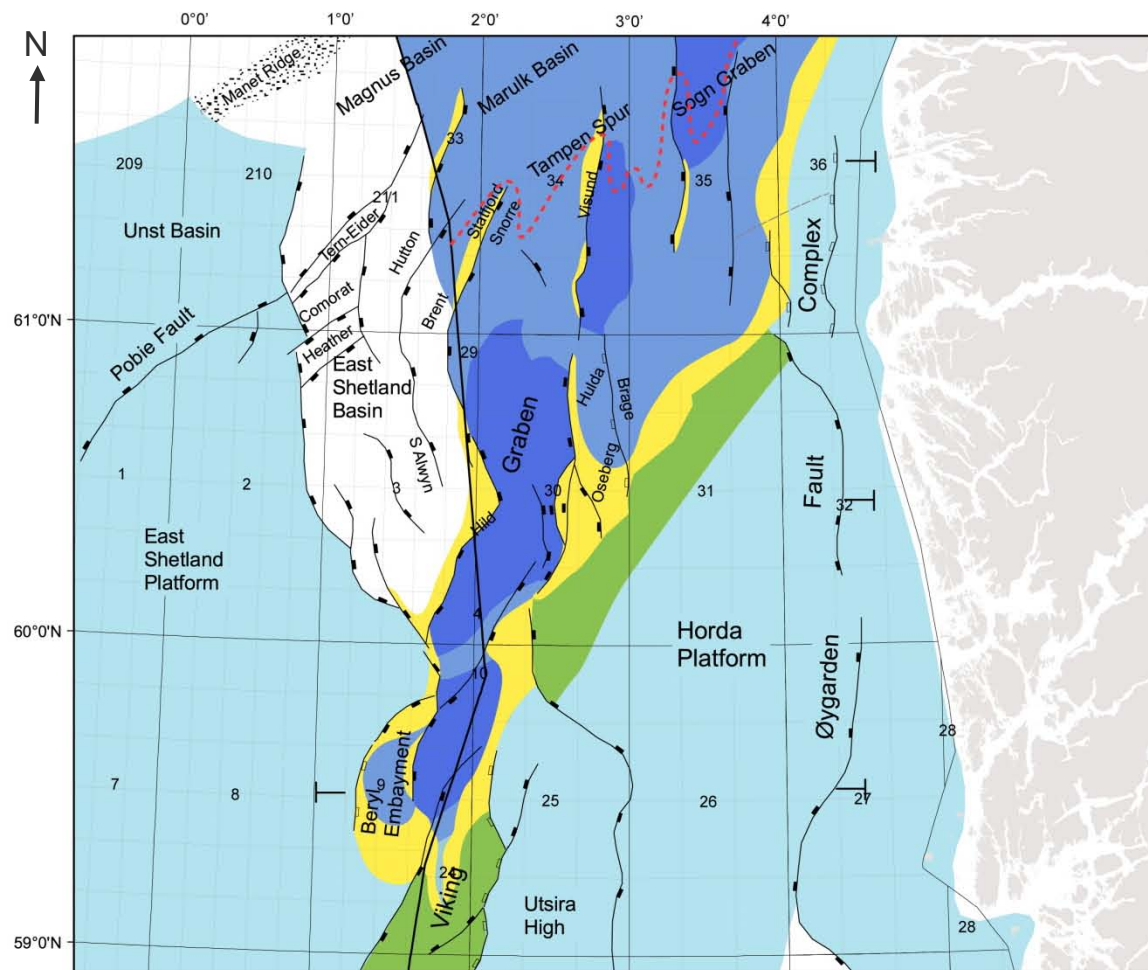 0°0' 1°0' 2°0' 3°0' 4°0'
N
Manet Ridge
Magnus Basin
Marulk Basin
Sogn Graben
Tampen Spur
33
209
210
211
34
35
36
Unst Basin
Tern-Eider
Statfjord
Snorre
Visund
Hutton
Brent
Comorat
Heather
Complex
61°0'N
Pobie Fault
29
East
Shetland
Basin
Graben
Hulda
Brage
1
2
3
S Alwyn
Hild
30
Oseberg
31
Fault
32
East
Shetland
Platform
4
60°0'N
Horda
Platform
10
Øygarden
28
7
8
9
Beryl
Embayment
25
26
27
24
Viking
Utsira
High
28
59°0'N